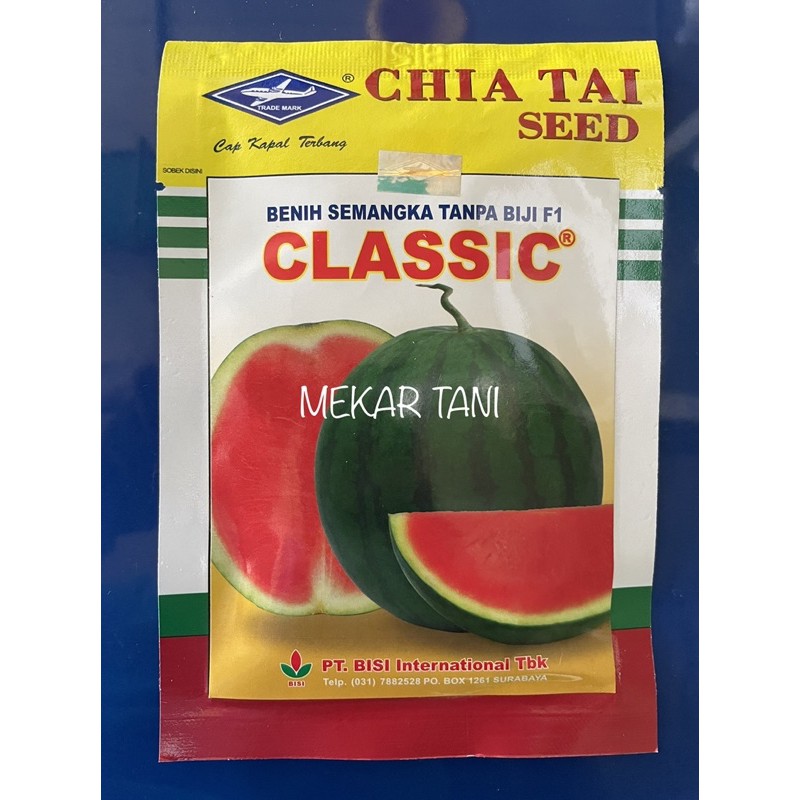 TRADE MARK
®
CHIA TAI
SEED
Cap Kapal Terbang
SOBEK DISINI
BENIH SEMANGKA TANPA BIJI F1
CLASSIC®
MEKAR TANI
BISI
PT. BISI International Tbk
Telp. (031) 7882528 PO. BOX 1261 SURABAYA